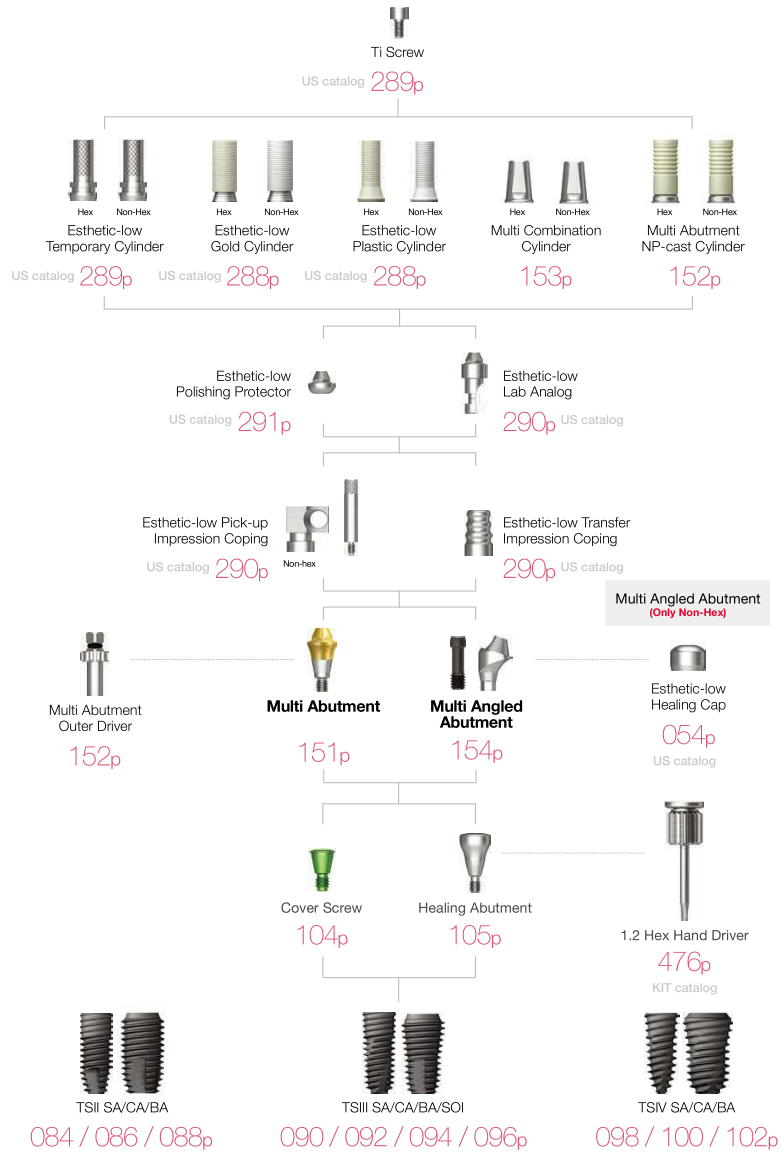 Ti Screw
US catalog 289p
Hex Non-Hex
Hex Non-Hex
Hex Non-Hex
Hex Non-Hex
Hex Non-Hex
Esthetic-low
Temporary Cylinder
US catalog 289p
Esthetic-low
Gold Cylinder
US catalog 288p
Esthetic-low
Plastic Cylinder
US catalog 288p
Multi Combination
Cylinder
153p
Multi Abutment
NP-cast Cylinder
152p
Esthetic-low
Polishing Protector
US catalog 291p
Esthetic-low
Lab Analog
290p US catalog
Esthetic-low Pick-up
Impression Coping
US catalog 290p
Non-hex
Esthetic-low Transfer
Impression Coping
290p US catalog
Multi Angled Abutment
(Only Non-Hex)
Multi Abutment
Outer Driver
152p
Multi Abutment
151p
Multi Angled
Abutment
154p
Esthetic-low
Healing Cap
054p
US catalog
Cover Screw
104p
Healing Abutment
105p
1.2 Hex Hand Driver
476p
KIT catalog
TSII SA/CA/BA
084 / 086 / 088p
TSIII SA/CA/BA/SOI
090 / 092 / 094 / 096p
TSIV SA/CA/BA
098 / 100 / 102p